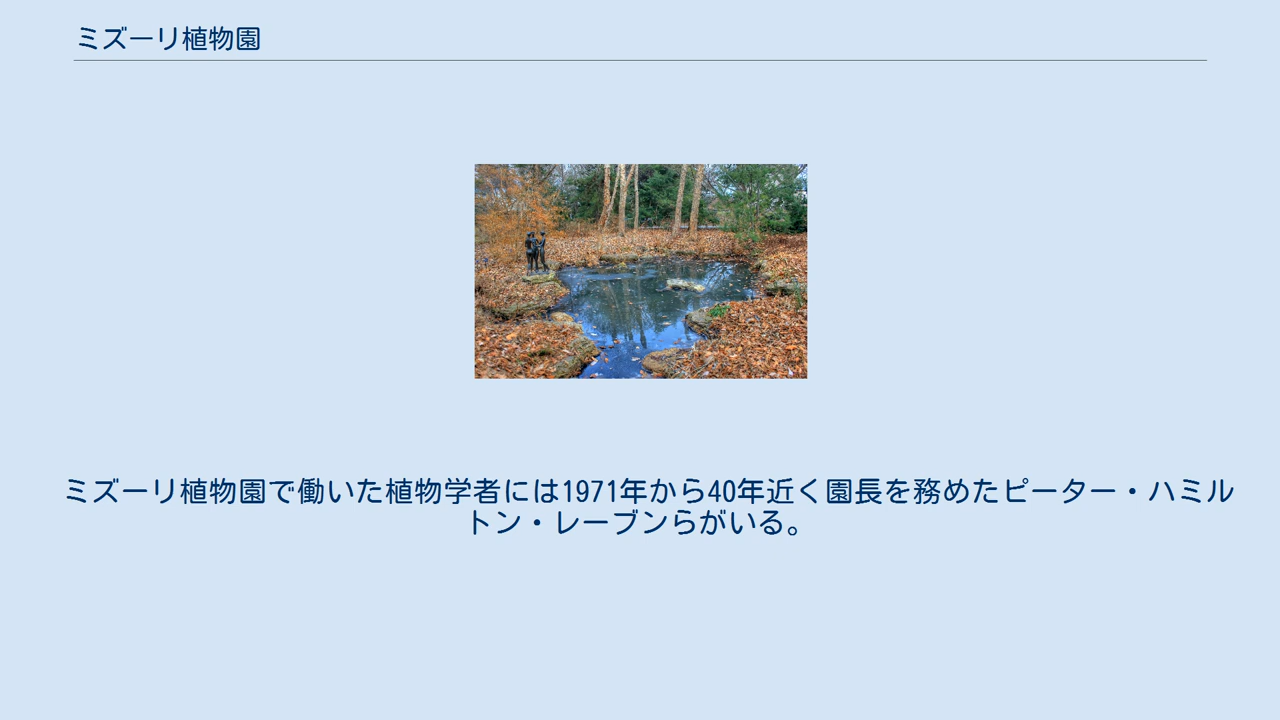 ミズーリ植物園
ミズーリ植物園で働いた植物学者には1971年から40年近く園長を務めたピーター・ハミル
トン・レーブンらがいる。